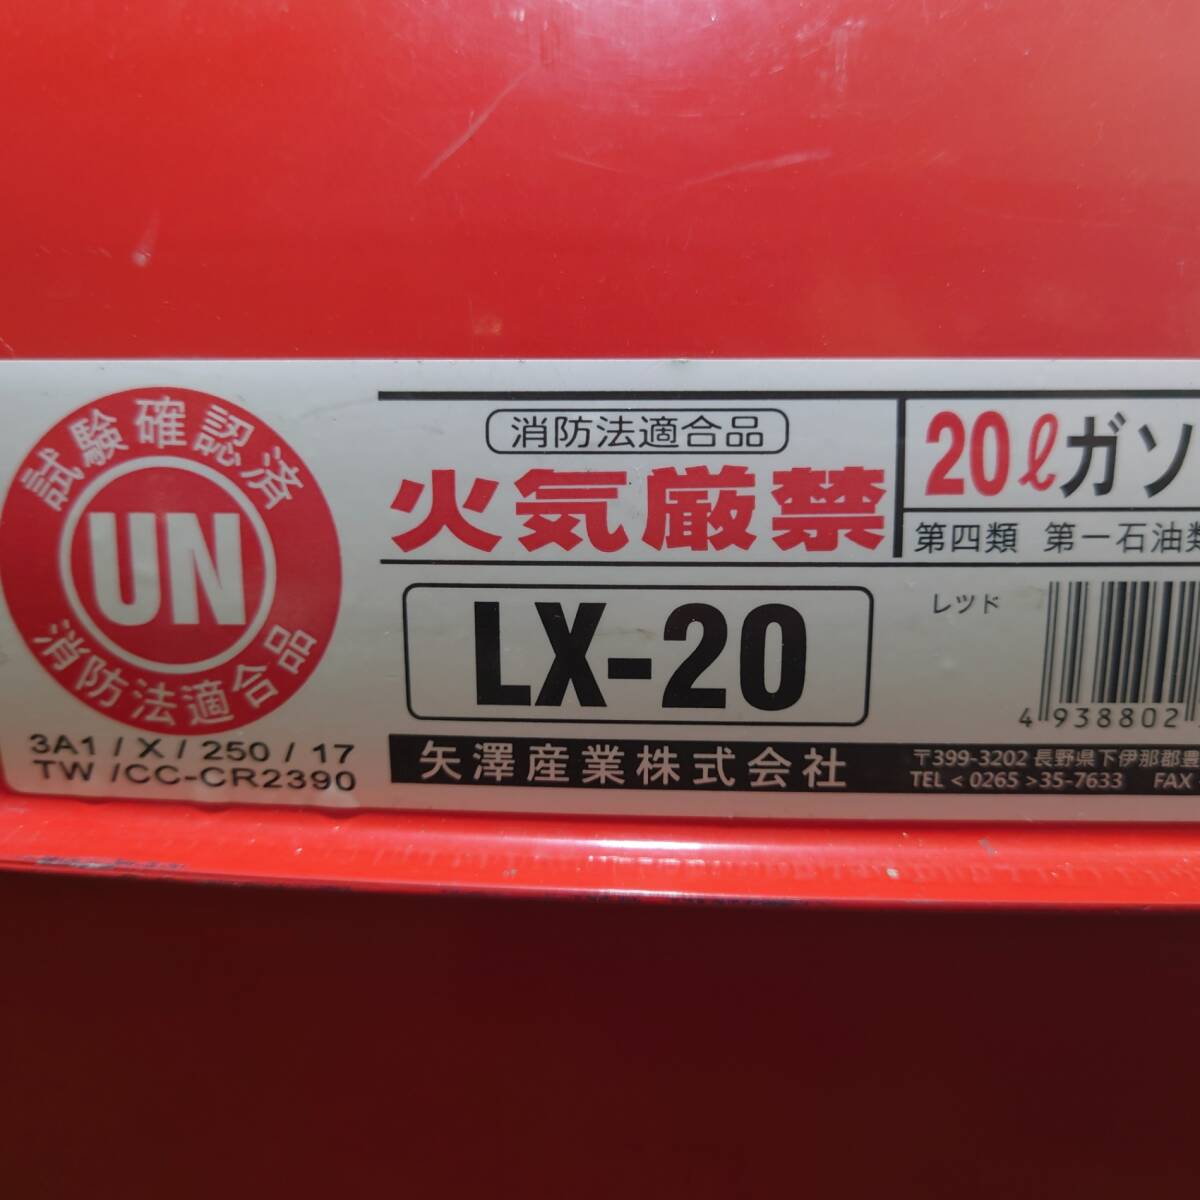 試験確認済
UN
消防法適合品
3A1 / X / 250 / 17
TW /CC-CR2390
消防法適合品
火気厳禁
LX-20
矢澤産業株式会社
20ℓガソ
第四類 第一石油類
レッド
4 938802
〒399-3202 長野県下伊那郡豊
TEL < 0265 >35-7633 FAX